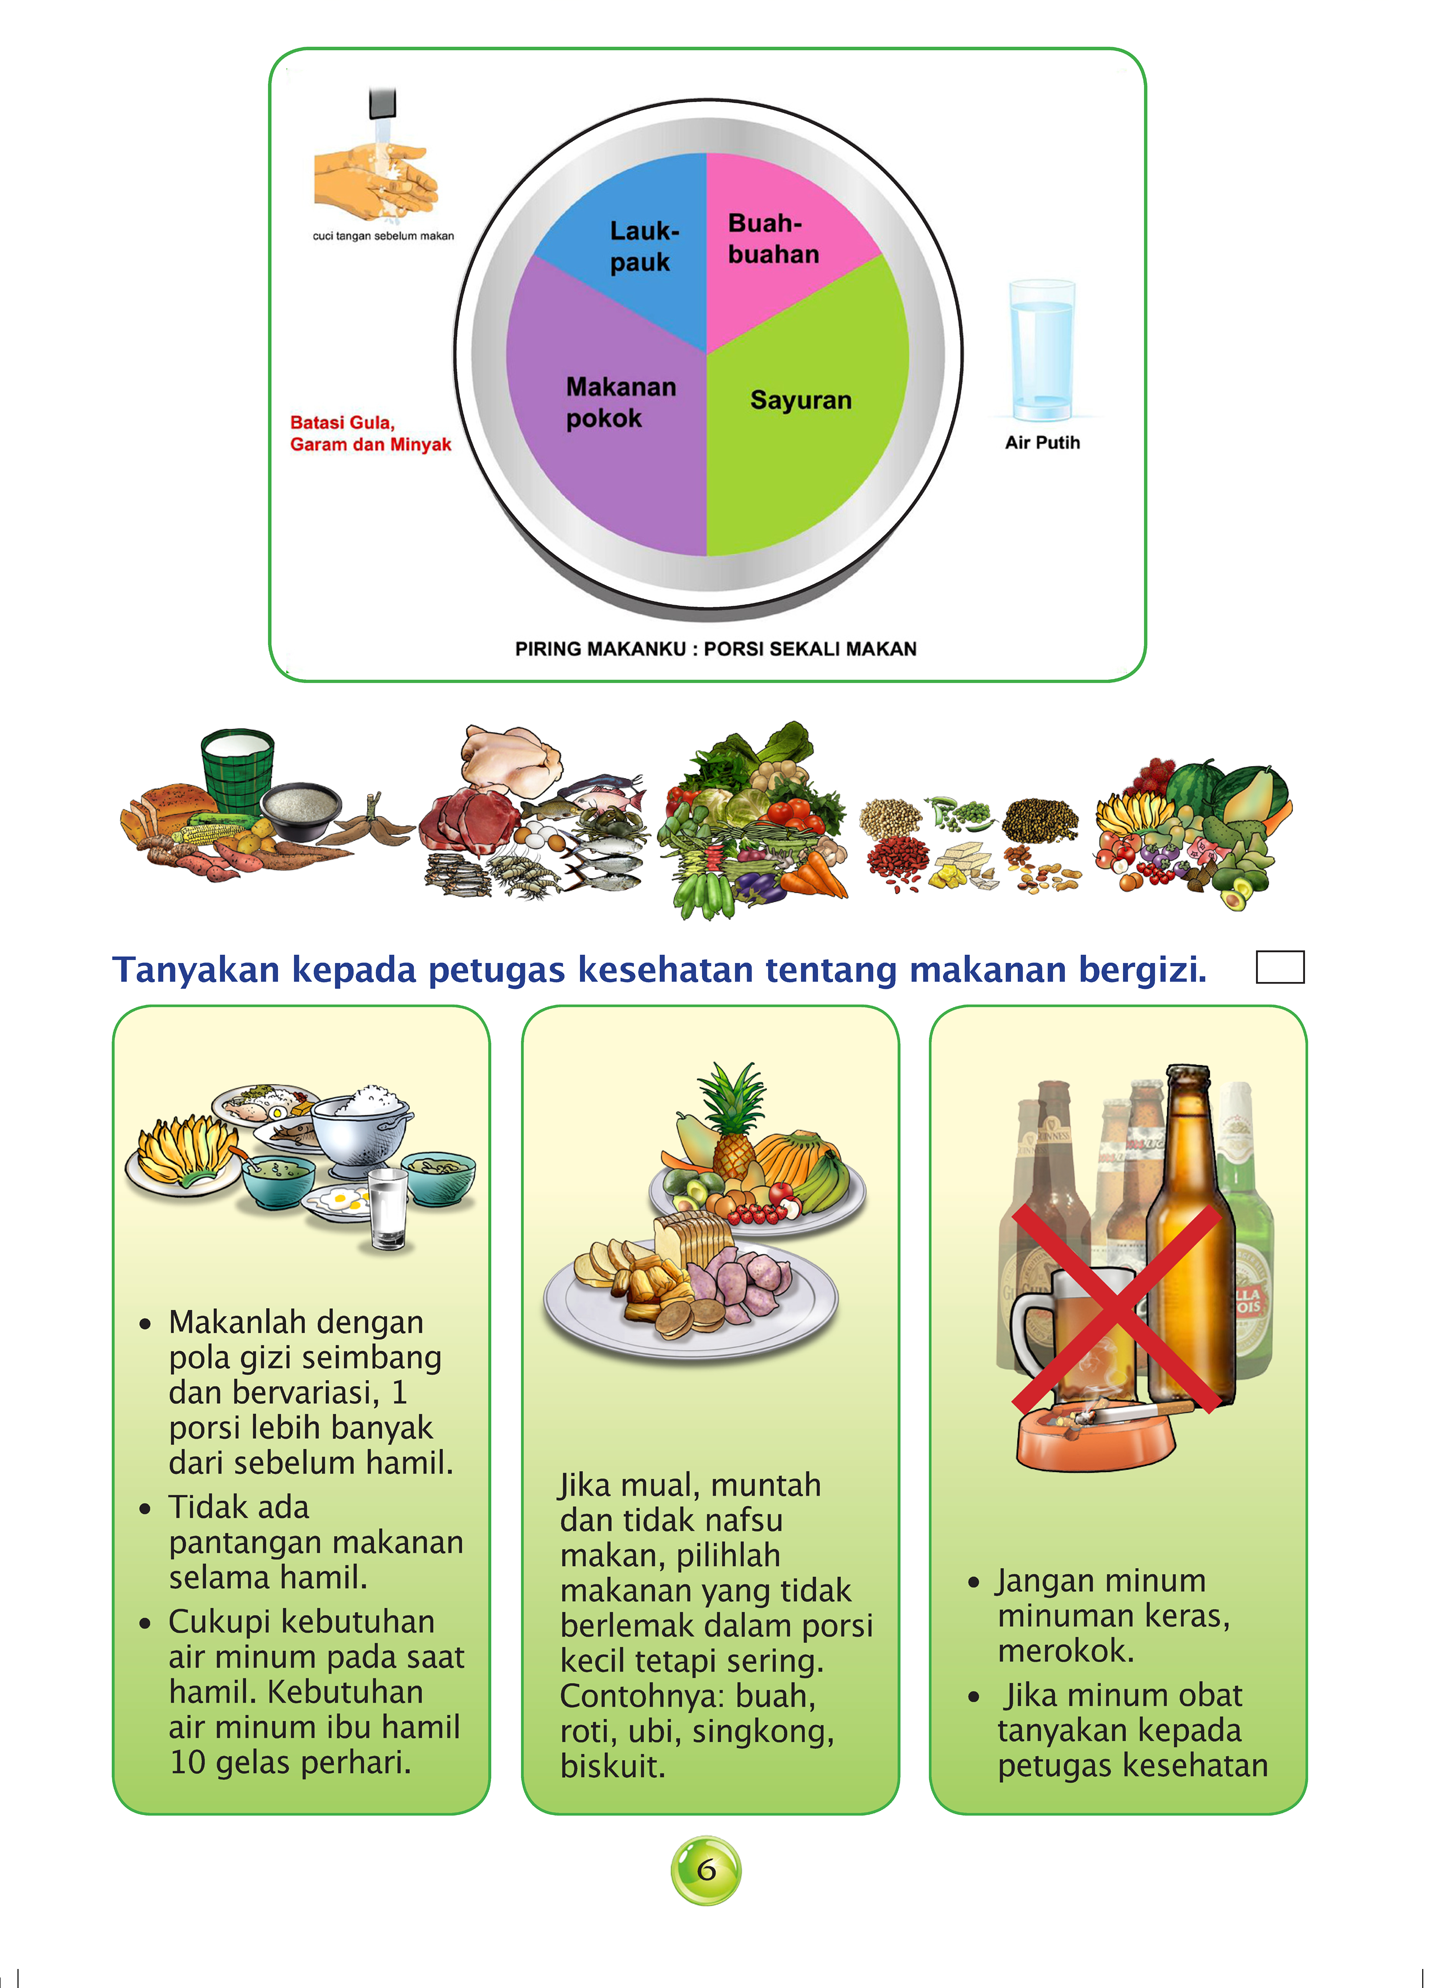 cuci tangan sebelum makan
Lauk-
pauk
Buah-
buahan
Makanan
pokok
Sayuran
Batasi Gula,
Garam dan Minyak
Air Putih
PIRING MAKANKU : PORSI SEKALI MAKAN
Tanyakan kepada petugas kesehatan tentang makanan bergizi.
• Makanlah dengan
pola gizi seimbang
dan bervariasi, 1
porsi lebih banyak
dari sebelum hamil.
• Tidak ada
pantangan makanan
selama hamil.
• Cukupi kebutuhan
air minum pada saat
hamil. Kebutuhan
air minum ibu hamil
10 gelas perhari.
Jika mual, muntah
dan tidak nafsu
makan, pilihlah
makanan yang tidak
berlemak dalam porsi
kecil tetapi sering.
Contohnya: buah,
roti, ubi, singkong,
biskuit.
• Jangan minum
minuman keras,
merokok.
• Jika minum obat
tanyakan kepada
petugas kesehatan
6